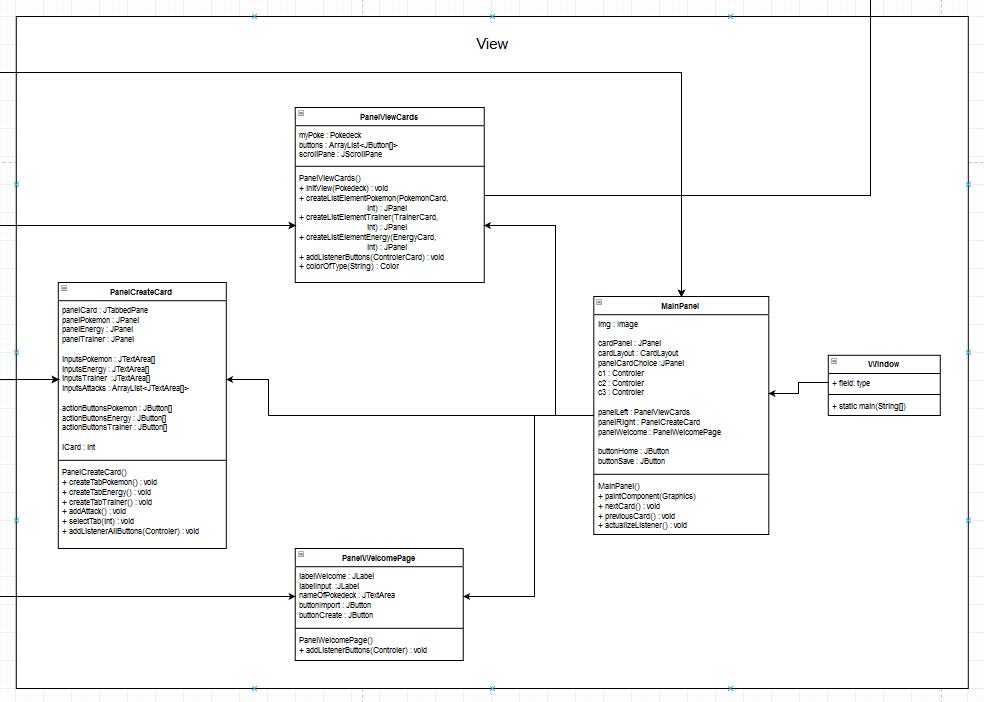 View
PanelViewCards
myPoke : Pokedeck
buttons : ArrayList<JButton[]>
scrollPane : JScrollPane
PanelViewCards()
+ initView(Pokedeck) : void
+ createListElementPokemon(PokemonCard,
int) : JPanel
+ createListElementTrainer(TrainerCard,
int) : JPanel
+ createListElementEnergy(EnergyCard,
int) : JPanel
+ addListenerButtons(ControlerCard) : void
+ colorOfType(String) : Color
PanelCreateCard
panelCard : JTabbedPane
panelPokemon : JPanel
panelEnergy : JPanel
panelTrainer : JPanel
inputsPokemon : JTextArea[]
inputsEnergy : JTextArea[]
inputsTrainer :JTextArea[]
inputsAttacks : ArrayList<JTextArea[]>
actionButtonsPokemon : JButton[]
actionButtonsEnergy : JButton[]
actionButtonsTrainer : JButton[]
iCard : int
PanelCreateCard()
+ createTabPokemon() : void
+ createTabEnergy() : void
+ createTabTrainer() : void
+ addAttack() : void
+ selectTab(int) : void
+ addListenerAllButtons(Controler) : void
MainPanel
img : Image
cardPanel : JPanel
cardLayout : CardLayout
panelCardChoice :JPanel
c1 : Controler
c2 : Controler
c3 : Controler
panelLeft : PanelViewCards
panelRight : PanelCreateCard
panelWelcome : PanelWelcomePage
buttonHome : JButton
buttonSave : JButton
MainPanel()
+ paintComponent(Graphics)
+ nextCard() : void
+ previousCard() : void
+ actualizeListener() : void
Window
+ field: type
+ static main(String[])
PanelWelcomePage
labelWelcome : JLabel
labelInput :JLabel
nameOfPokedeck : JTextArea
buttonImport : JButton
buttonCreate : JButton
PanelWelcomePage()
+ addListenerButtons(Controler) : void